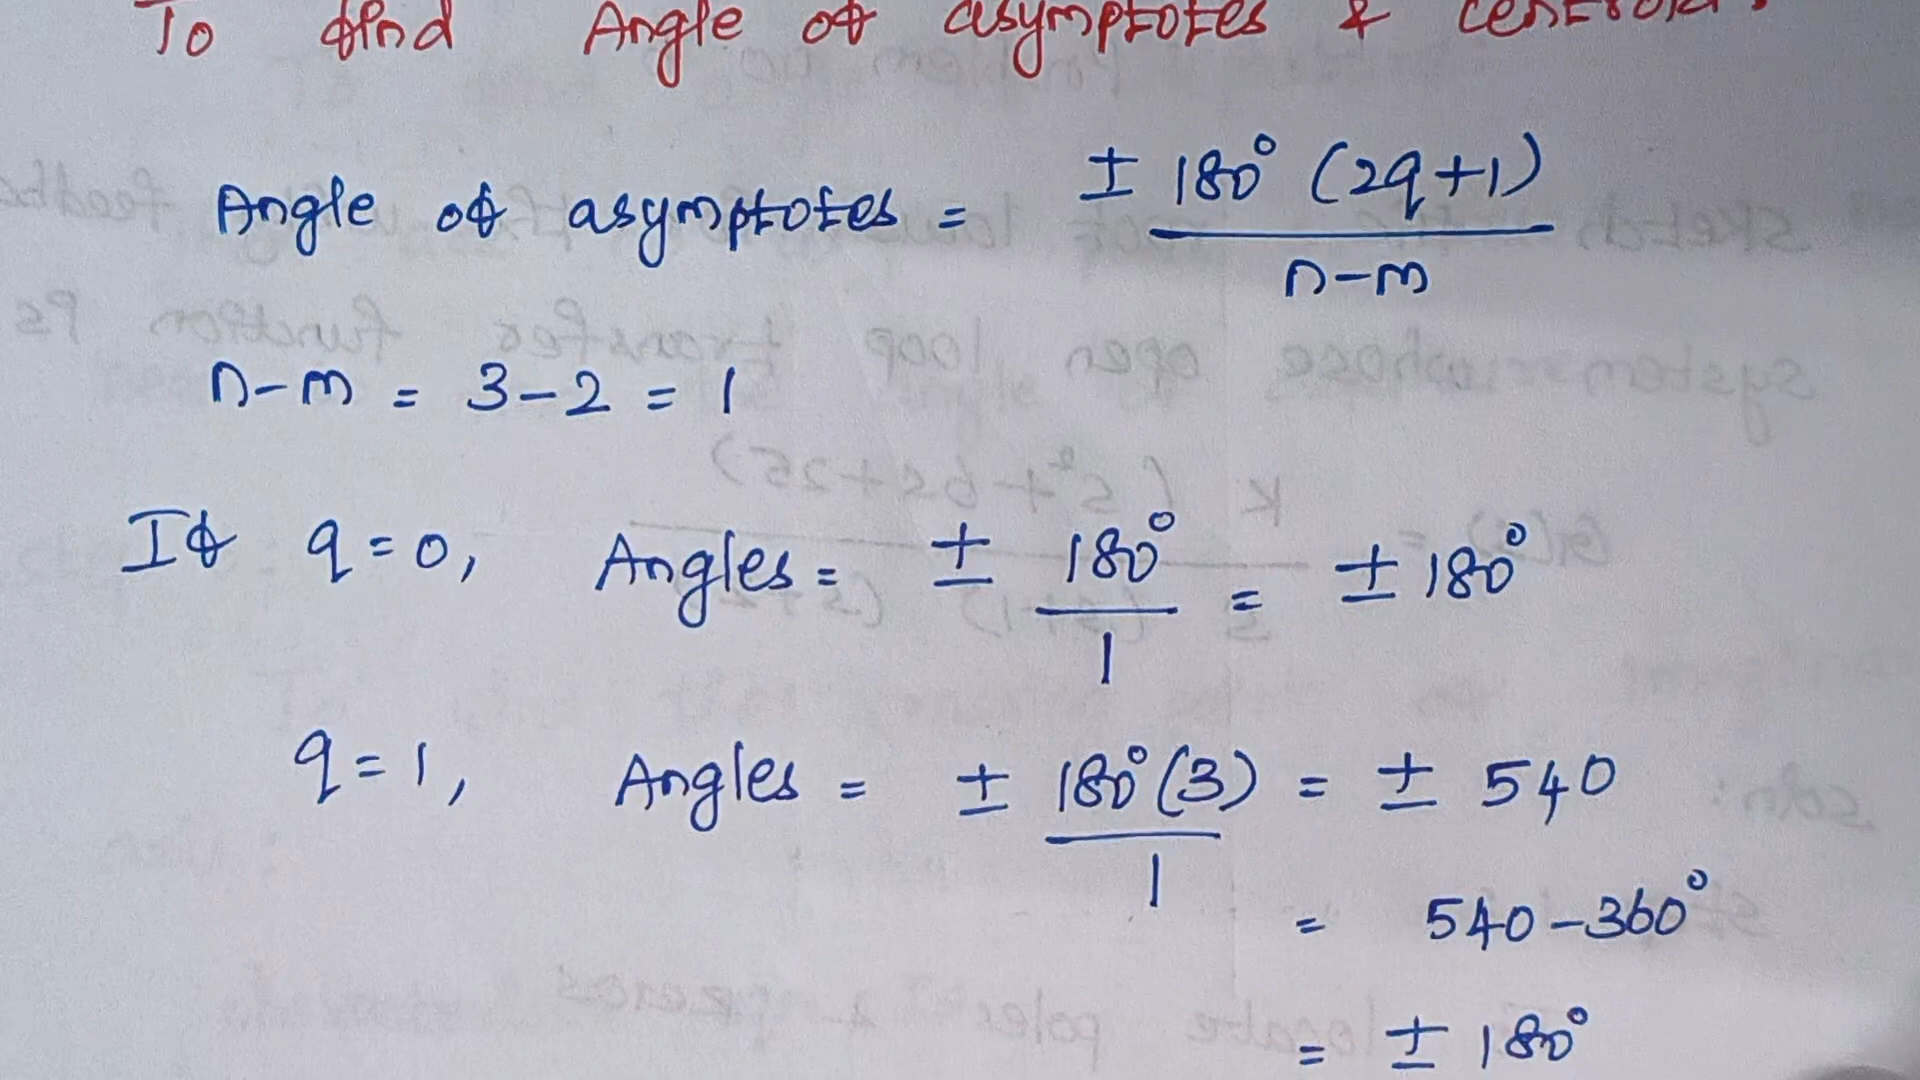 To find Angle of asymptotes & centroid.
Angle of asymptotes = ± 180° (2q+1) / n-m
n-m = 3-2 = 1
If q=0, Angles = ± 180° / 1 = ± 180°
q=1, Angles = ± 180°(3) / 1 = ± 540
= 540-360°
= ± 180°